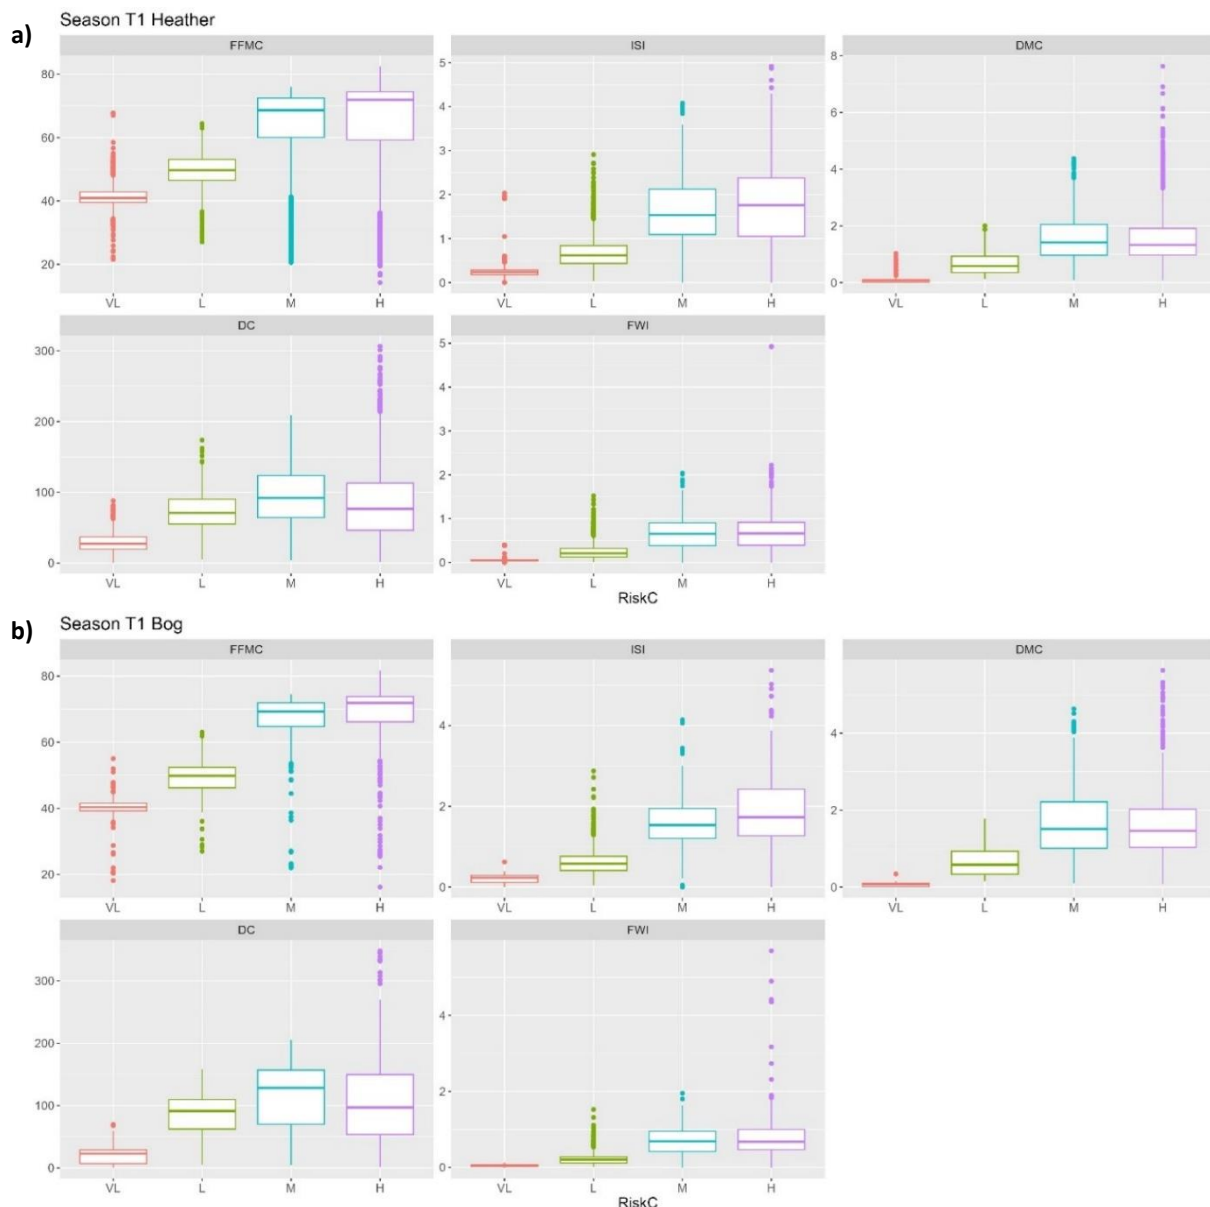 a)
Season T1 Heather
FFMC
ISI
DMC
80
60
40
20
5
4
3
2
1
0
8
6
4
2
0
VL L M H
VL L M H
VL L M H
DC
FWI
300
200
100
0
5
4
3
2
1
0
VL L M H
VL L M H
RiskC
b)
Season T1 Bog
FFMC
ISI
DMC
80
60
40
20
4
2
0
4
2
0
VL L M H
VL L M H
VL L M H
DC
FWI
300
200
100
0
4
2
0
VL L M H
VL L M H
RiskC